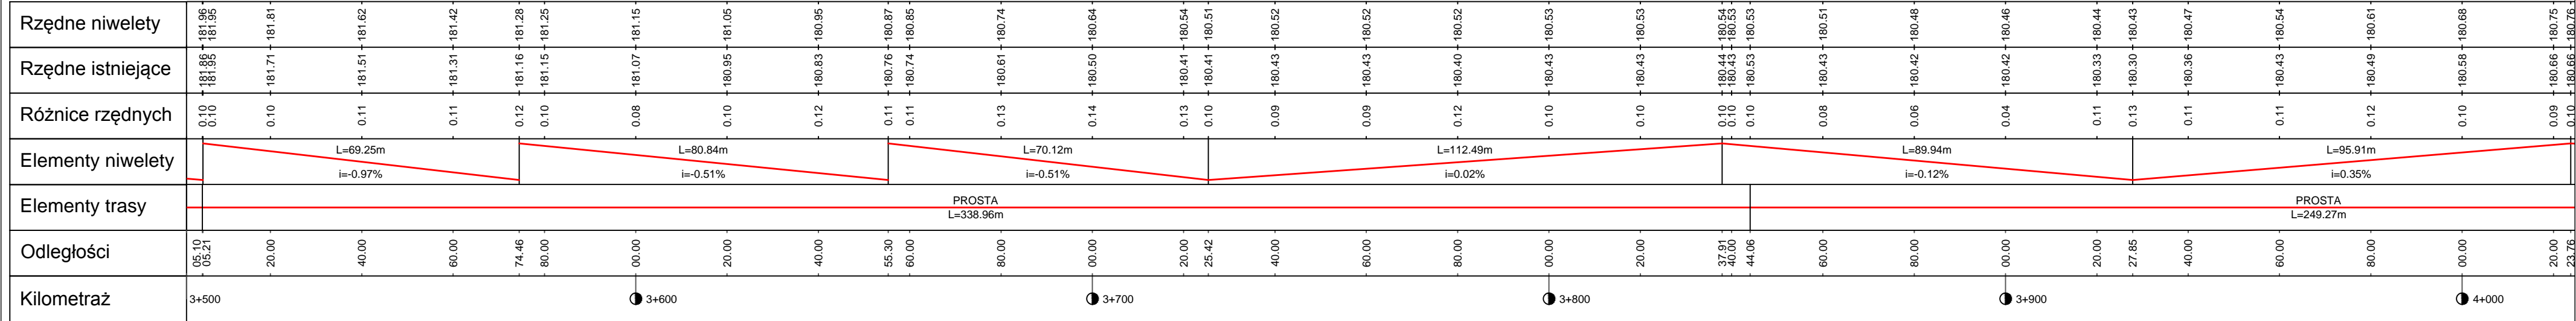 Rzędne niwelety 181.96 181.95 181.81 181.62 181.42 181.28 181.25 181.15 181.05 180.95 180.87 180.85 180.74 180.64 180.54 180.51 180.52 180.52 180.52 180.53 180.53 180.54 180.53 180.53 180.51 180.48 180.46 180.44 180.43 180.47 180.54 180.61 180.68 180.75 180.76
Rzędne istniejące 181.86 181.95 181.71 181.51 181.31 181.16 181.15 181.07 180.95 180.83 180.76 180.74 180.61 180.50 180.41 180.41 180.43 180.43 180.40 180.43 180.43 180.44 180.43 180.53 180.43 180.42 180.42 180.33 180.30 180.36 180.43 180.49 180.58 180.66 180.66
Różnice rzędnych 0.10 0.10 0.10 0.11 0.11 0.12 0.10 0.08 0.10 0.12 0.11 0.11 0.13 0.14 0.13 0.10 0.09 0.09 0.12 0.10 0.10 0.10 0.10 0.10 0.08 0.06 0.04 0.11 0.13 0.11 0.11 0.12 0.10 0.09 0.10
Elementy niwelety
L=69.25m L=80.84m L=70.12m L=112.49m L=89.94m L=95.91m
i=-0.97% i=-0.51% i=-0.51% i=0.02% i=-0.12% i=0.35%
Elementy trasy
PROSTA PROSTA
L=338.96m L=249.27m
Odległości 05.10 05.21 20.00 40.00 60.00 74.46 80.00 00.00 20.00 40.00 55.30 60.00 80.00 00.00 20.00 25.42 40.00 60.00 80.00 00.00 20.00 37.91 40.00 44.06 60.00 80.00 00.00 20.00 27.85 40.00 60.00 80.00 00.00 20.00 23.76
Kilometraż 3+500 3+600 3+700 3+800 3+900 4+000